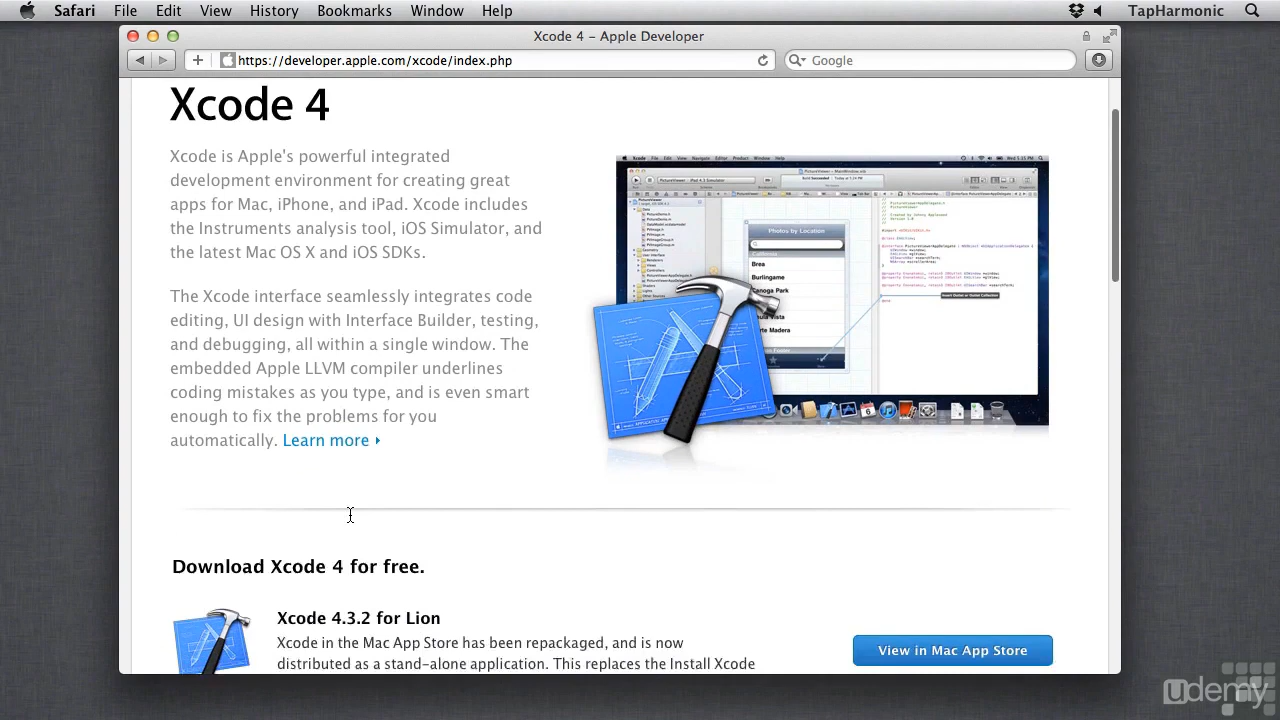 Safari File Edit View History Bookmarks Window Help TapHarmonic
Xcode 4 – Apple Developer
https://developer.apple.com/xcode/index.php
Google
Xcode 4
Xcode is Apple's powerful integrated
development environment for creating great
apps for Mac, iPhone, and iPad. Xcode includes
the Instruments analysis tool, iOS Simulator, and
the latest Mac OS X and iOS SDKs.
The Xcode interface seamlessly integrates code
editing, UI design with Interface Builder, testing,
and debugging, all within a single window. The
embedded Apple LLVM compiler underlines
coding mistakes as you type, and is even smart
enough to fix the problems for you
automatically. Learn more
Photos by Location
California
Brea
Burlingame
Canoga Park
Vista
Madera
Download Xcode 4 for free.
Xcode 4.3.2 for Lion
Xcode in the Mac App Store has been repackaged, and is now
distributed as a stand-alone application. This replaces the Install Xcode
View in Mac App Store
udemy